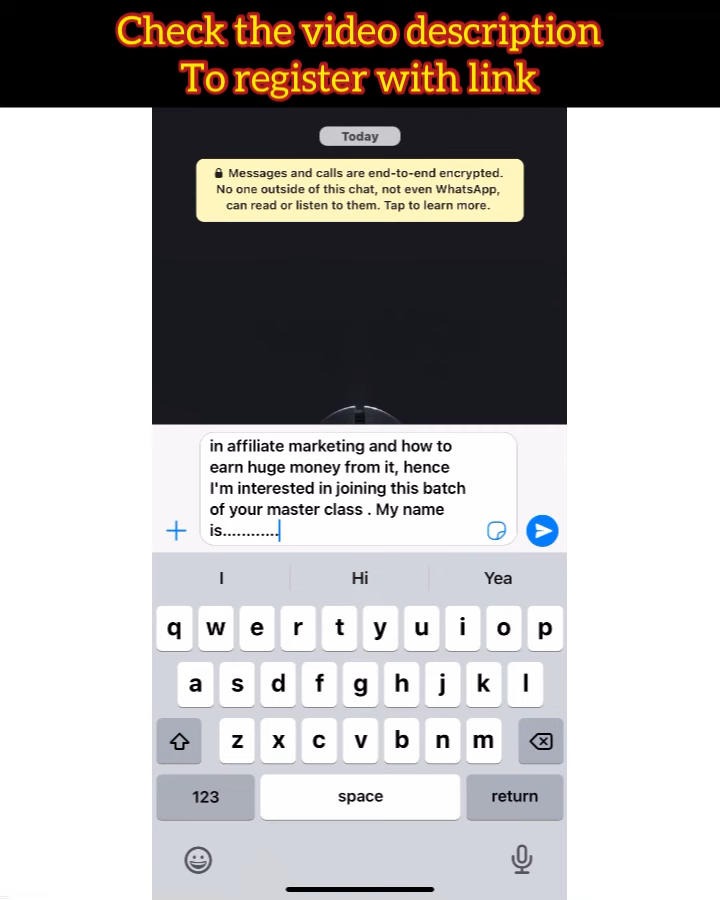 Check the video description
To register with link
Today
Messages and calls are end-to-end encrypted.
No one outside of this chat, not even WhatsApp,
can read or listen to them. Tap to learn more.
in affiliate marketing and how to
earn huge money from it, hence
I'm interested in joining this batch
of your master class . My name
is............
I Hi Yea
q w e r t y u i o p
a s d f g h j k l
z x c v b n m
123 space return